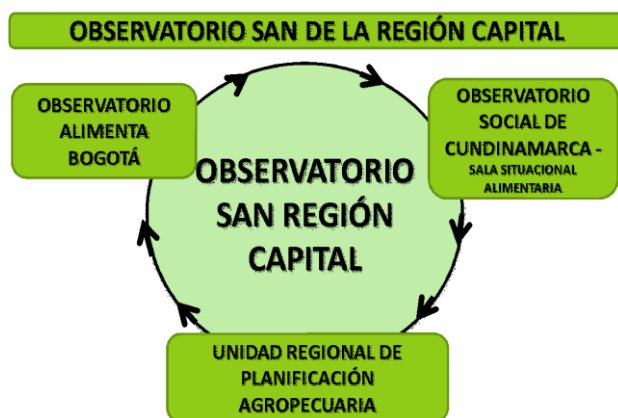 OBSERVATORIO SAN DE LA REGIÓN CAPITAL
OBSERVATORIO
ALIMENTA
BOGOTÁ
OBSERVATORIO
SOCIAL DE
CUNDINAMARCA -
SALA SITUACIONAL
ALIMENTARIA
OBSERVATORIO
SAN REGIÓN
CAPITAL
UNIDAD REGIONAL DE
PLANIFICACIÓN
AGROPECUARIA